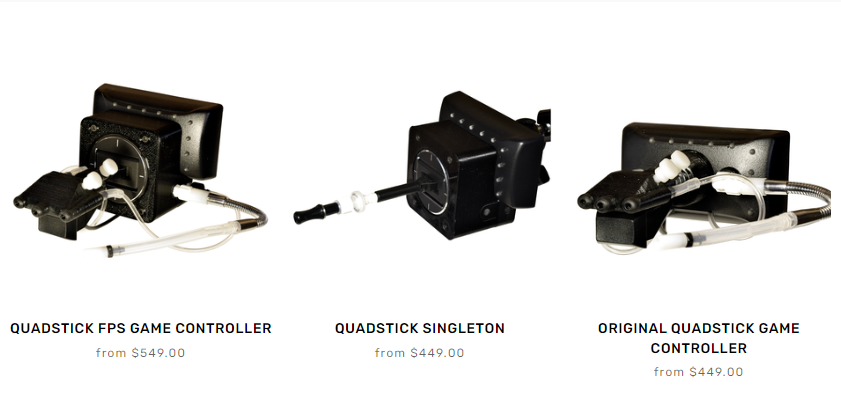 QUADSTICK FPS GAME CONTROLLER
from $549.00
QUADSTICK SINGLETON
from $449.00
ORIGINAL QUADSTICK GAME
CONTROLLER
from $449.00